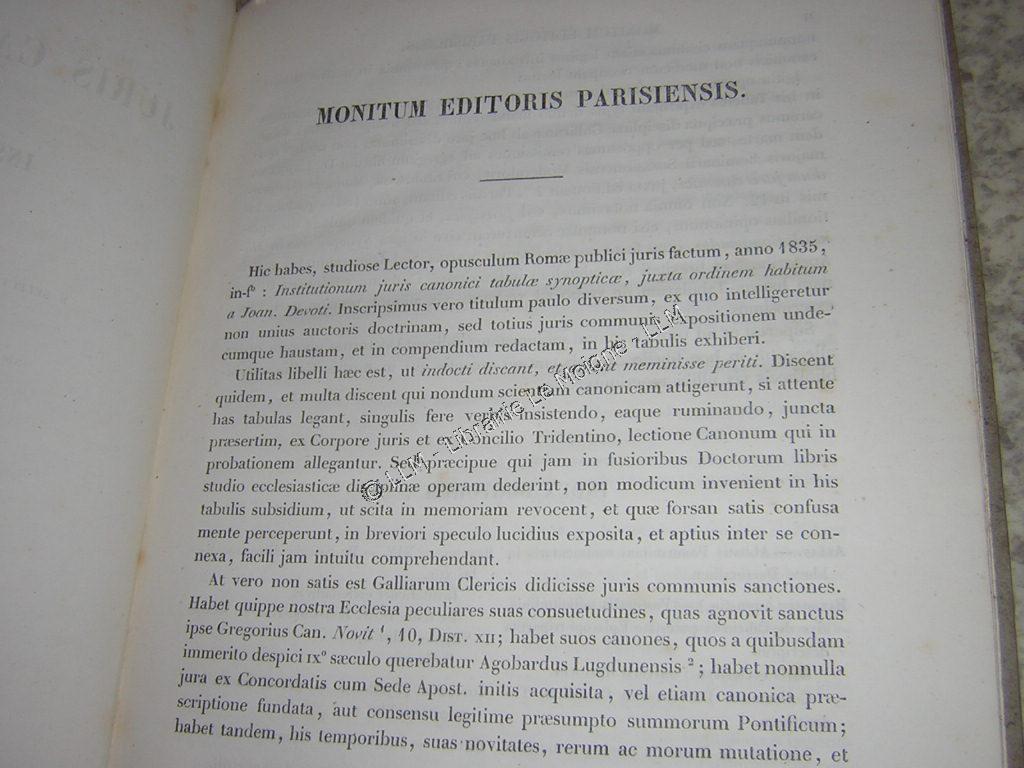 MONITUM EDITORIS PARISIENSIS.
Hic habes, studiose Lector, opusculum Romæ publici juris factum, anno 1835,
in-fº : Institutionum juris canonici tabulæ synopticæ, juxta ordinem habitum
a Joan. Devoti. Inscripsimus vero titulum paulo diversum, ex quo intelligeretur
non unius auctoris doctrinam, sed totius juris communis expositionem unde-
cumque haustam, et in compendium redactam, in his tabulis exhiberi.
Utilitas libelli hæc est, ut indocti discant, et ament meminisse periti. Discent
quidem, et multa discent qui nondum scientiam canonicam attigerunt, si attente
has tabulas legant, singulis fere verbis insistendo, eaque ruminando, juncta
præsertim, ex Corpore juris et ex Concilio Tridentino, lectione Canonum qui in
probationem allegantur. Sed præcipue qui jam in fusioribus Doctorum libris
studio ecclesiasticæ disciplinæ operam dederint, non modicum invenient in his
tabulis subsidium, ut scita in memoriam revocent, et quæ forsan satis confusa
mente perceperunt, in breviori speculo lucidius exposita, et aptius inter se con-
nexa, facili jam intuitu comprehendant.
At vero non satis est Galliarum Clericis didicisse juris communis sanctiones.
Habet quippe nostra Ecclesia peculiares suas consuetudines, quas agnovit sanctus
ipse Gregorius Can. Novit ¹, 10, Dist. XII; habet suos canones, quos a quibusdam
immerito despici IXº sæculo querebatur Agobardus Lugdunensis ²; habet nonnulla
jura ex Concordatis cum Sede Apost. initis acquisita, vel etiam canonica præ-
scriptione fundata, aut consensu legitime præsumpto summorum Pontificum;
habet tandem, his temporibus, suas novitates, rerum ac morum mutatione, et
© LLM - Librairie Le Moigne - LLM